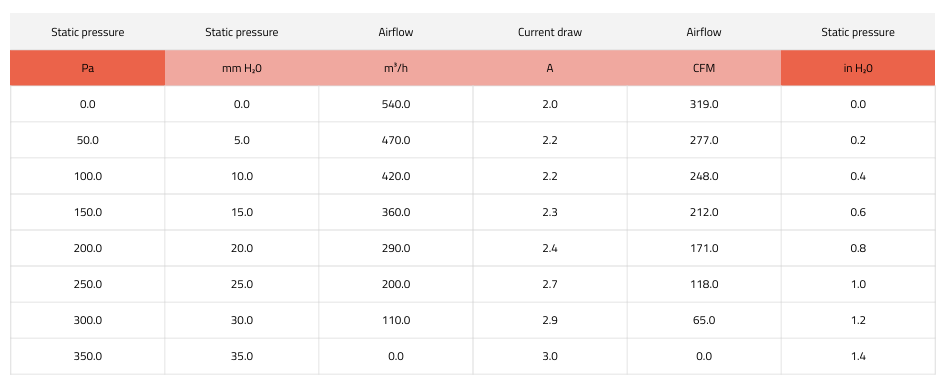 Static pressure Static pressure Airflow Current draw Airflow Static pressure
Pa mm H₂0 m³/h A CFM in H₂0
0.0 0.0 540.0 2.0 319.0 0.0
50.0 5.0 470.0 2.2 277.0 0.2
100.0 10.0 420.0 2.2 248.0 0.4
150.0 15.0 360.0 2.3 212.0 0.6
200.0 20.0 290.0 2.4 171.0 0.8
250.0 25.0 200.0 2.7 118.0 1.0
300.0 30.0 110.0 2.9 65.0 1.2
350.0 35.0 0.0 3.0 0.0 1.4